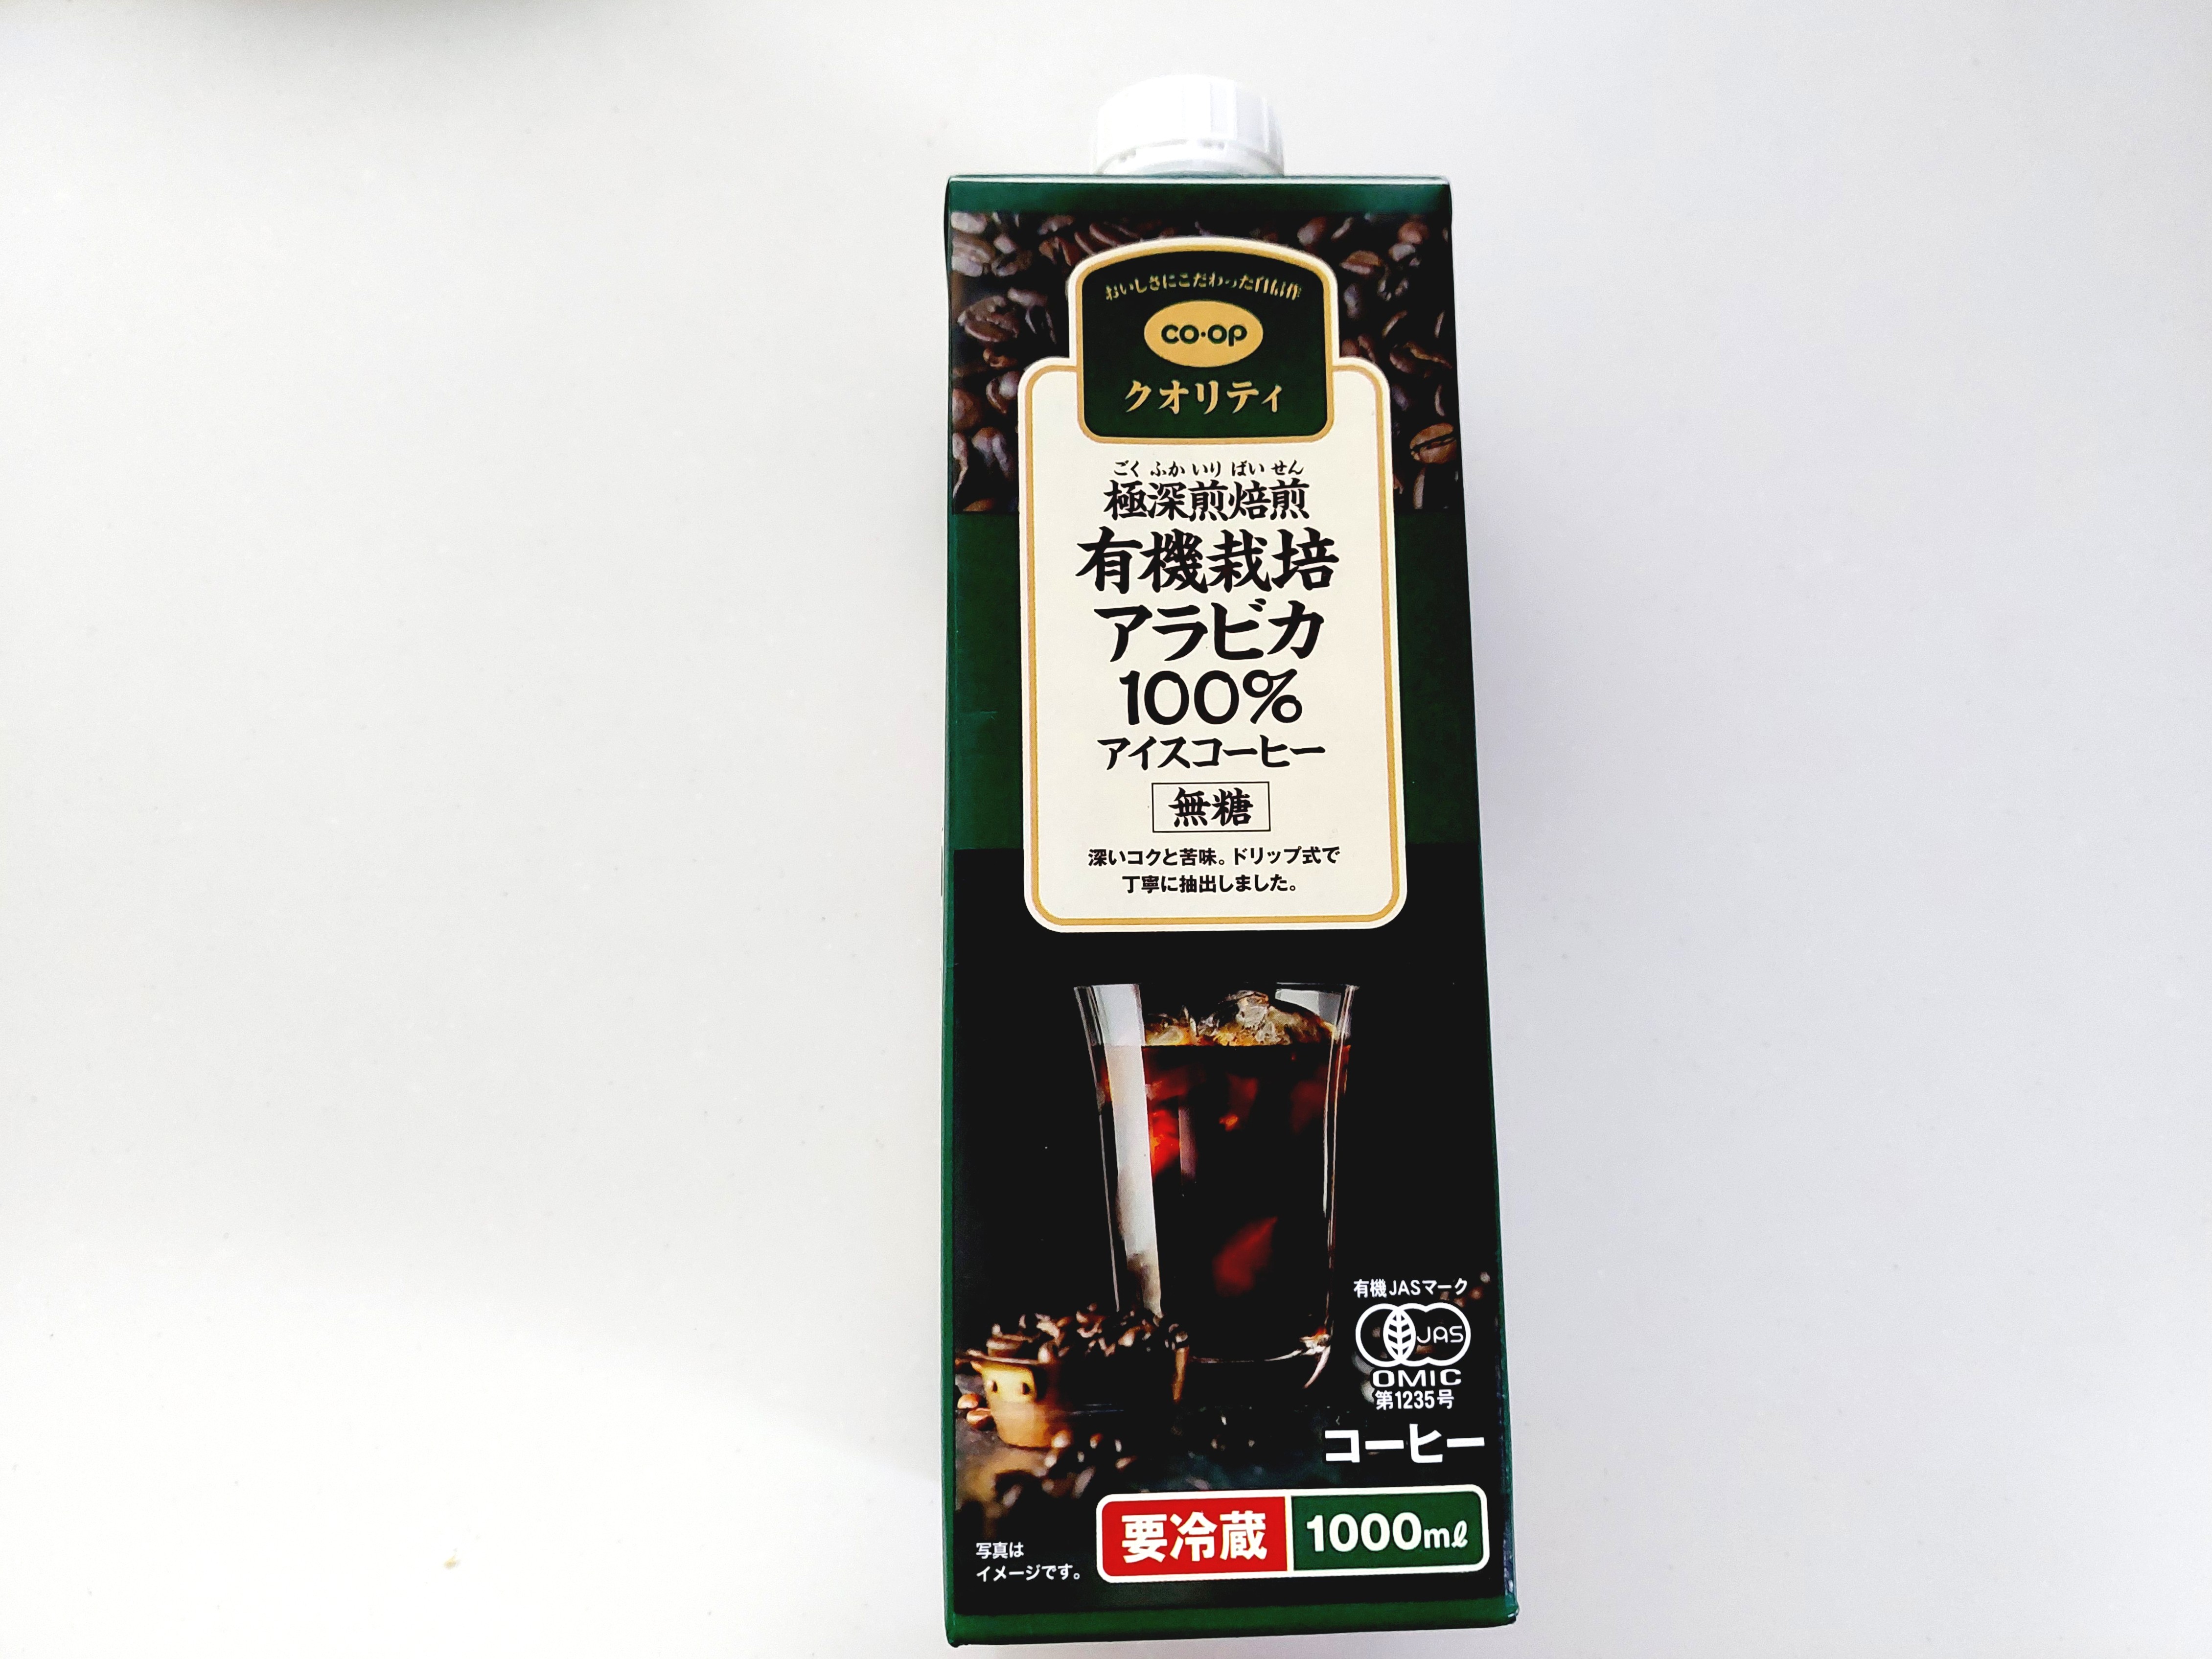 おいしさにこだわった自信作
CO·OP
クオリティ
ごく ふか いり ばい せん
極深煎焙煎
有機栽培
アラビカ
100%
アイスコーヒー
無糖
深いコクと苦味。ドリップ式で
丁寧に抽出しました。
有機JASマーク
JAS
OMIC
第1235号
コーヒー
要冷蔵 1000mℓ
写真は
イメージです。